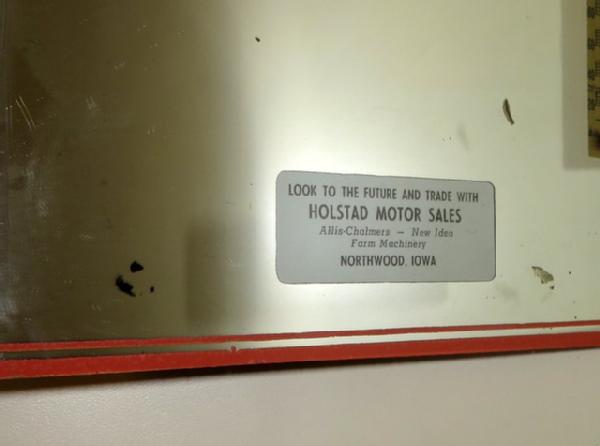 LOOK TO THE FUTURE AND TRADE WITH
HOLSTAD MOTOR SALES
Allis-Chalmers — New Idea
Farm Machinery
NORTHWOOD, IOWA